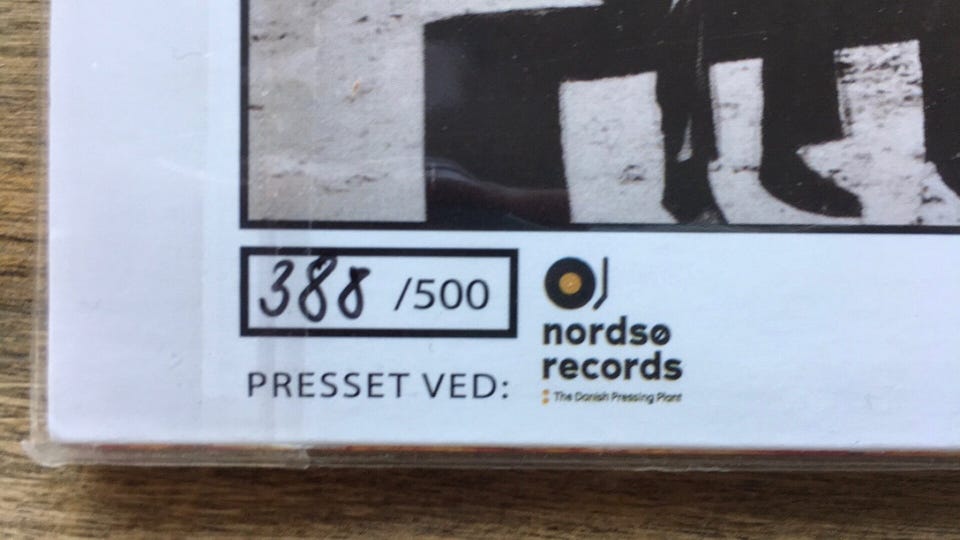 388 /500
PRESSET VED:
nordsø
records
The Danish Pressing Plant